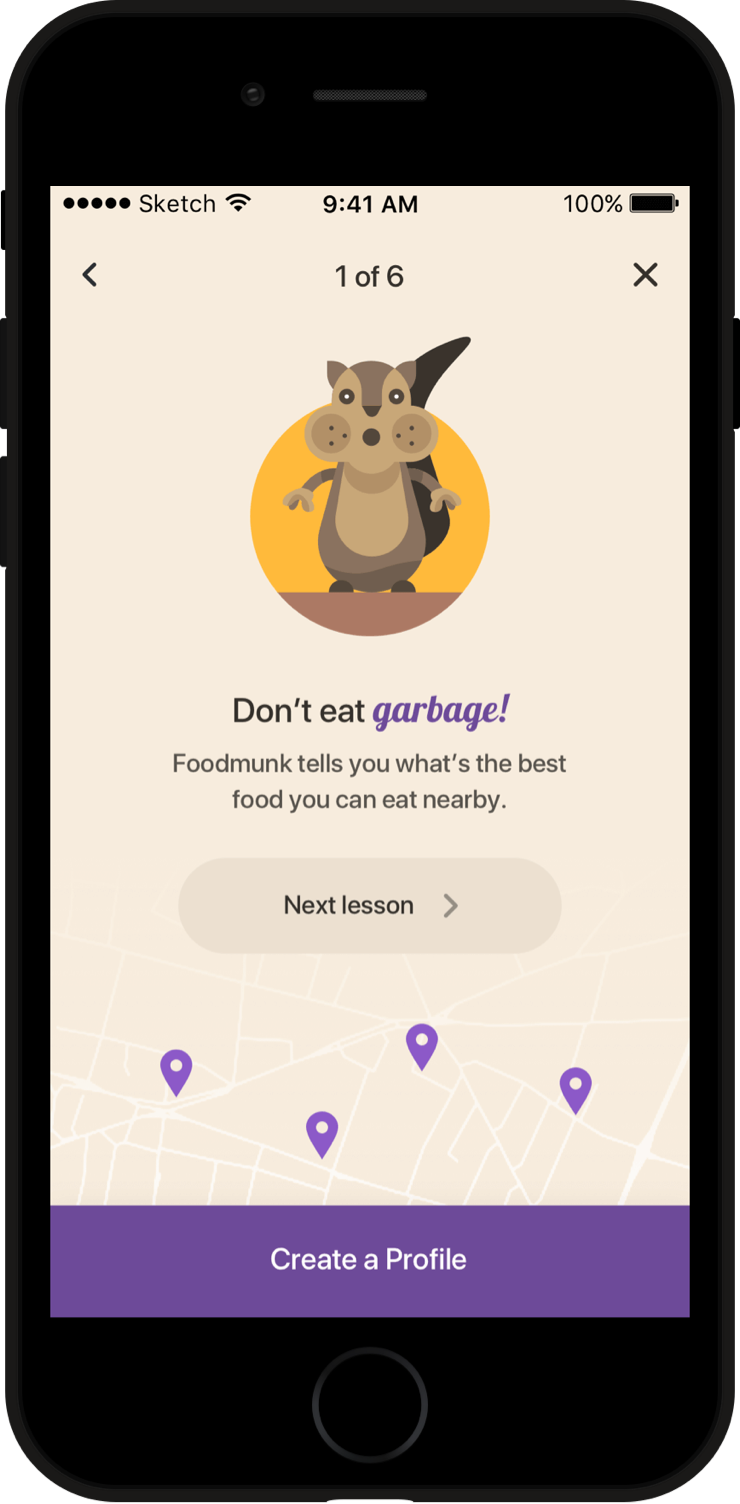 Sketch 9:41 AM 100%
1 of 6
Don’t eat garbage!
Foodmunk tells you what’s the best
food you can eat nearby.
Next lesson
Create a Profile